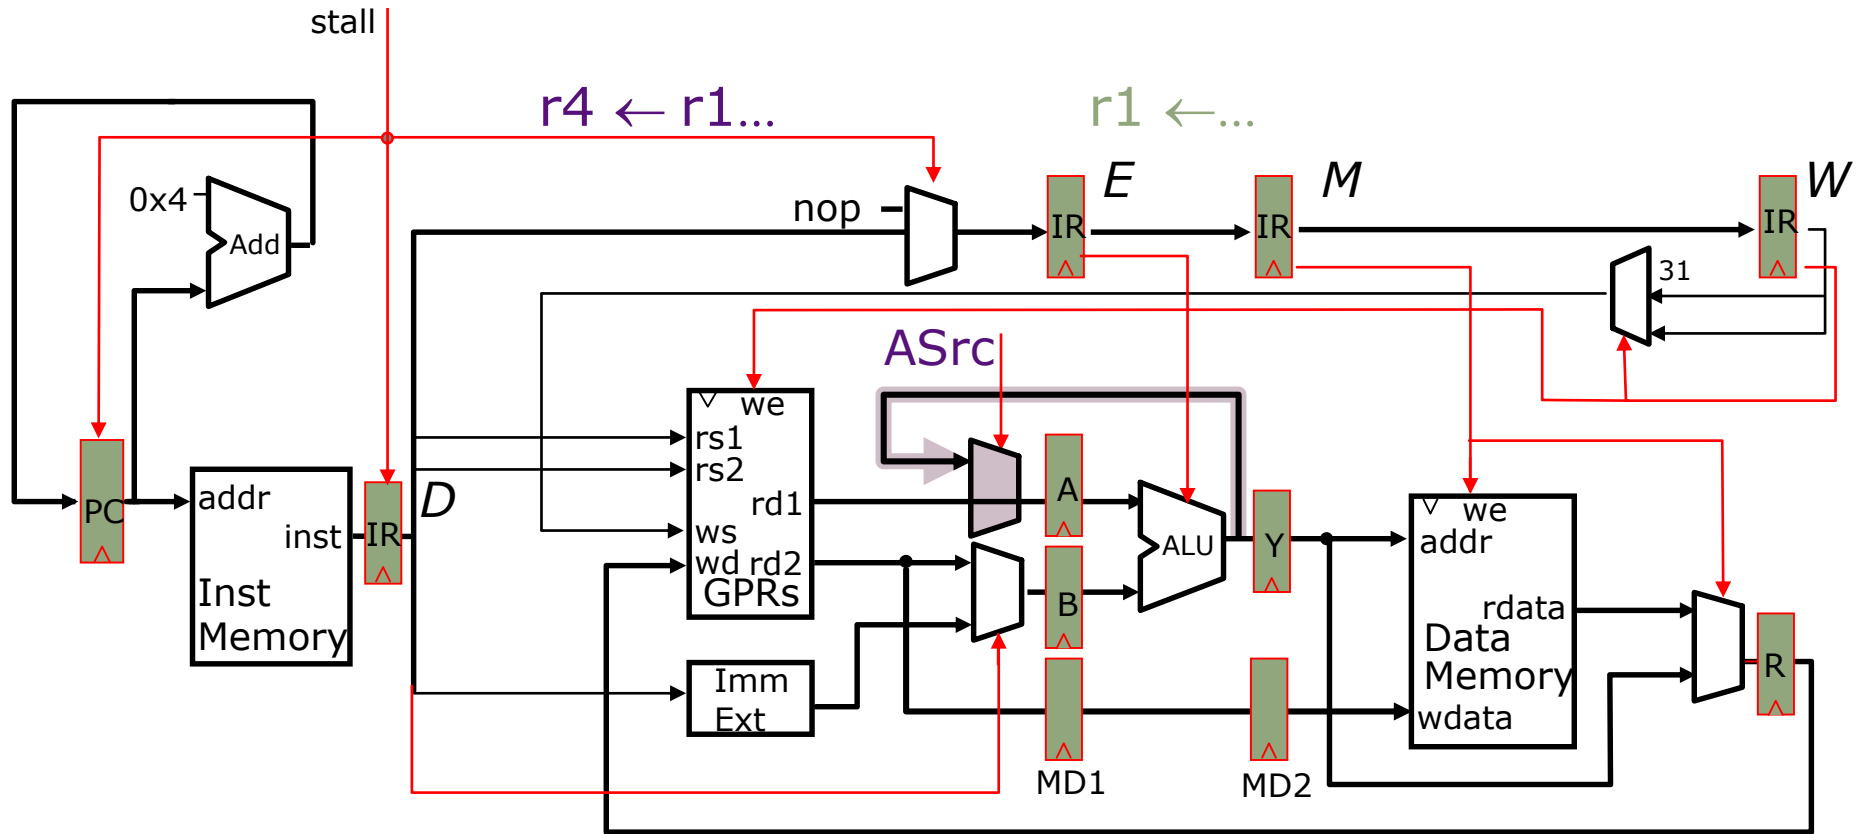 stall
r4 ← r1...
r1 ←...
0x4
Add
nop
IR
E
IR
M
IR
W
31
ASrc
we
rs1
rs2
rd1
ws
wd rd2
GPRs
A
B
ALU
Y
PC
addr
inst
Inst
Memory
IR
D
Imm
Ext
MD1
MD2
we
addr
rdata
Data
Memory
wdata
R